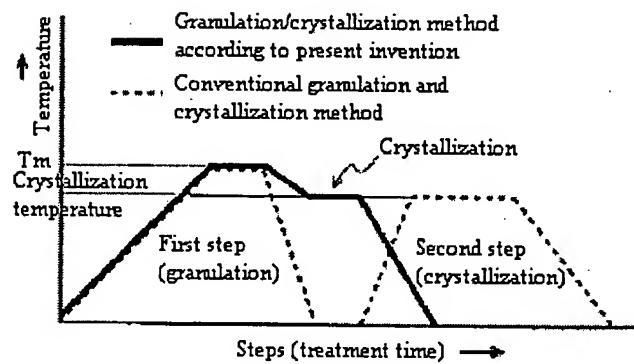 Granulation/crystallization method
according to present invention
Conventional granulation and
crystallization method
Temperature
Tm
Crystallization
Crystallization
temperature
First step
(granulation)
Second step
(crystallization)
Steps (treatment time)